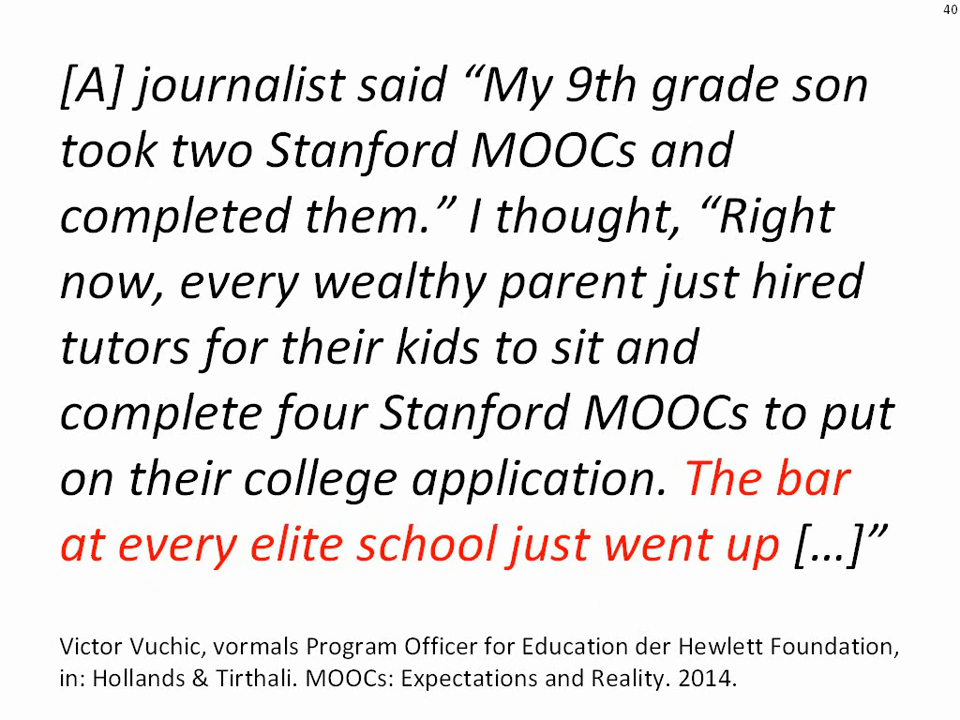 40
[A] journalist said “My 9th grade son
took two Stanford MOOCs and
completed them.” I thought, “Right
now, every wealthy parent just hired
tutors for their kids to sit and
complete four Stanford MOOCs to put
on their college application. The bar
at every elite school just went up […]”
Victor Vuchic, vormals Program Officer for Education der Hewlett Foundation,
in: Hollands & Tirthali. MOOCs: Expectations and Reality. 2014.